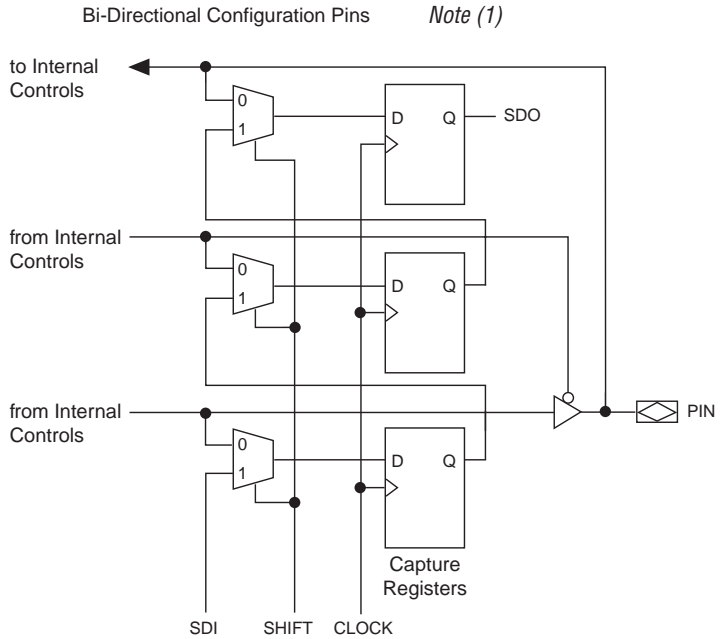 Bi-Directional Configuration Pins Note (1)
to Internal
Controls
0
1
D Q
SDO
from Internal
Controls
0
1
D Q
from Internal
Controls
0
1
D Q
PIN
Capture
Registers
SDI SHIFT CLOCK